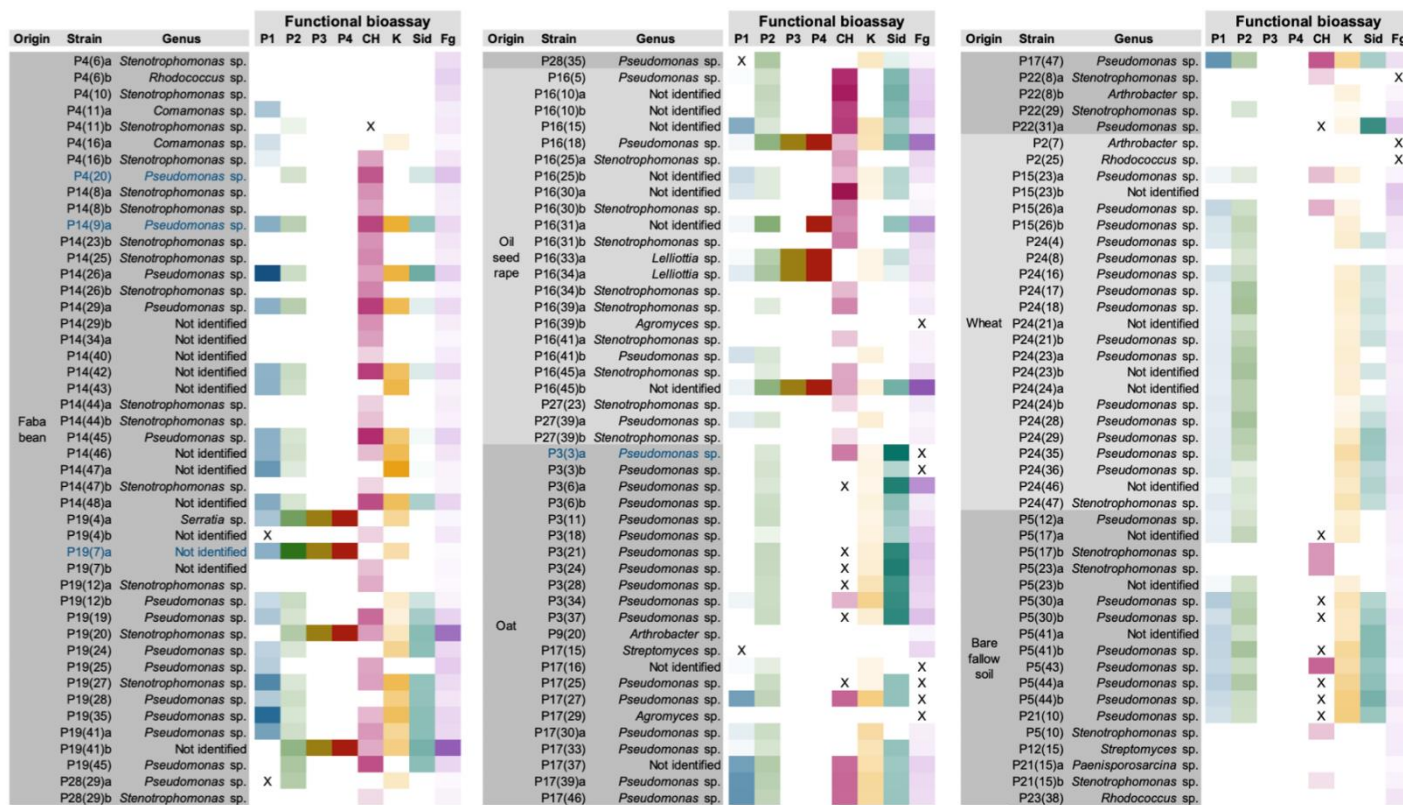 Functional bioassay
Origin Strain Genus P1 P2 P3 P4 CH K Sid Fg
Faba bean
P4(6)a Stenotrophomonas sp.
P4(6)b Rhodococcus sp.
P4(10) Stenotrophomonas sp.
P4(11)a Comamonas sp.
P4(11)b Stenotrophomonas sp. X
P4(16)a Comamonas sp.
P4(16)b Stenotrophomonas sp.
P4(20) Pseudomonas sp.
P14(8)a Stenotrophomonas sp.
P14(8)b Stenotrophomonas sp.
P14(9)a Pseudomonas sp.
P14(23)b Stenotrophomonas sp.
P14(25) Stenotrophomonas sp.
P14(26)a Pseudomonas sp.
P14(26)b Stenotrophomonas sp.
P14(29)a Pseudomonas sp.
P14(29)b Not identified
P14(34)a Not identified
P14(40) Not identified
P14(42) Not identified
P14(43) Not identified
P14(44)a Stenotrophomonas sp.
P14(44)b Stenotrophomonas sp.
P14(45) Pseudomonas sp.
P14(46) Not identified
P14(47)a Not identified
P14(47)b Stenotrophomonas sp.
P14(48)a Not identified
P19(4)a Serratia sp.
P19(4)b Not identified X
P19(7)a Not identified
P19(7)b Not identified
P19(12)a Stenotrophomonas sp.
P19(12)b Pseudomonas sp.
P19(19) Pseudomonas sp.
P19(20) Stenotrophomonas sp.
P19(24) Pseudomonas sp.
P19(25) Pseudomonas sp.
P19(27) Stenotrophomonas sp.
P19(28) Pseudomonas sp.
P19(35) Pseudomonas sp.
P19(41)a Pseudomonas sp.
P19(41)b Not identified
P19(45) Pseudomonas sp.
P28(29)a Pseudomonas sp. X
P28(29)b Stenotrophomonas sp.
Functional bioassay
Origin Strain Genus P1 P2 P3 P4 CH K Sid Fg
P28(35) Pseudomonas sp. X
Oil seed rape
P16(5) Pseudomonas sp.
P16(10)a Not identified
P16(10)b Not identified
P16(15) Not identified
P16(18) Pseudomonas sp.
P16(25)a Stenotrophomonas sp.
P16(25)b Not identified
P16(30)a Not identified
P16(30)b Stenotrophomonas sp.
P16(31)a Not identified
P16(31)b Stenotrophomonas sp.
P16(33)a Lelliottia sp.
P16(34)a Lelliottia sp.
P16(34)b Stenotrophomonas sp.
P16(39)a Stenotrophomonas sp.
P16(39)b Agromyces sp. X
P16(41)a Stenotrophomonas sp.
P16(41)b Pseudomonas sp.
P16(45)a Stenotrophomonas sp.
P16(45)b Not identified
P27(23) Stenotrophomonas sp.
P27(39)a Pseudomonas sp.
P27(39)b Stenotrophomonas sp.
Oat
P3(3)a Pseudomonas sp. X
P3(3)b Pseudomonas sp. X
P3(6)a Pseudomonas sp. X
P3(6)b Pseudomonas sp.
P3(11) Pseudomonas sp.
P3(18) Pseudomonas sp.
P3(21) Pseudomonas sp. X
P3(24) Pseudomonas sp. X
P3(28) Pseudomonas sp. X
P3(34) Pseudomonas sp.
P3(37) Pseudomonas sp. X
P9(20) Arthrobacter sp.
P17(15) Streptomyces sp. X
P17(16) Not identified X
P17(25) Pseudomonas sp. X X
P17(27) Pseudomonas sp. X
P17(29) Agromyces sp. X
P17(30)a Pseudomonas sp.
P17(33) Pseudomonas sp.
P17(37) Not identified
P17(39)a Pseudomonas sp.
P17(46) Pseudomonas sp.
Functional bioassay
Origin Strain Genus P1 P2 P3 P4 CH K Sid Fg
P17(47) Pseudomonas sp.
P22(8)a Stenotrophomonas sp. X
P22(8)b Arthrobacter sp.
P22(29) Stenotrophomonas sp.
P22(31)a Pseudomonas sp. X
Wheat
P2(7) Arthrobacter sp. X
P2(25) Rhodococcus sp. X
P15(23)a Pseudomonas sp.
P15(23)b Not identified
P15(26)a Pseudomonas sp.
P15(26)b Not identified
P24(4) Pseudomonas sp.
P24(8) Pseudomonas sp.
P24(16) Pseudomonas sp.
P24(17) Pseudomonas sp.
P24(18) Pseudomonas sp.
P24(21)a Not identified
P24(21)b Pseudomonas sp.
P24(23)a Pseudomonas sp.
P24(23)b Not identified
P24(24)a Not identified
P24(24)b Pseudomonas sp.
P24(28) Pseudomonas sp.
P24(29) Pseudomonas sp.
P24(35) Pseudomonas sp.
P24(36) Pseudomonas sp.
P24(46) Not identified
P24(47) Stenotrophomonas sp.
Bare fallow soil
P5(12)a Pseudomonas sp.
P5(17)a Not identified X
P5(17)b Stenotrophomonas sp.
P5(23)a Stenotrophomonas sp.
P5(23)b Not identified
P5(30)a Pseudomonas sp. X
P5(30)b Pseudomonas sp. X
P5(41)a Not identified
P5(41)b Pseudomonas sp. X
P5(43) Pseudomonas sp.
P5(44)a Pseudomonas sp. X
P5(44)b Pseudomonas sp. X
P21(10) Pseudomonas sp. X
P5(10) Stenotrophomonas sp.
P12(15) Streptomyces sp.
P21(15)a Paenisporosarcina sp.
P21(15)b Stenotrophomonas sp.
P23(38) Rhodococcus sp.